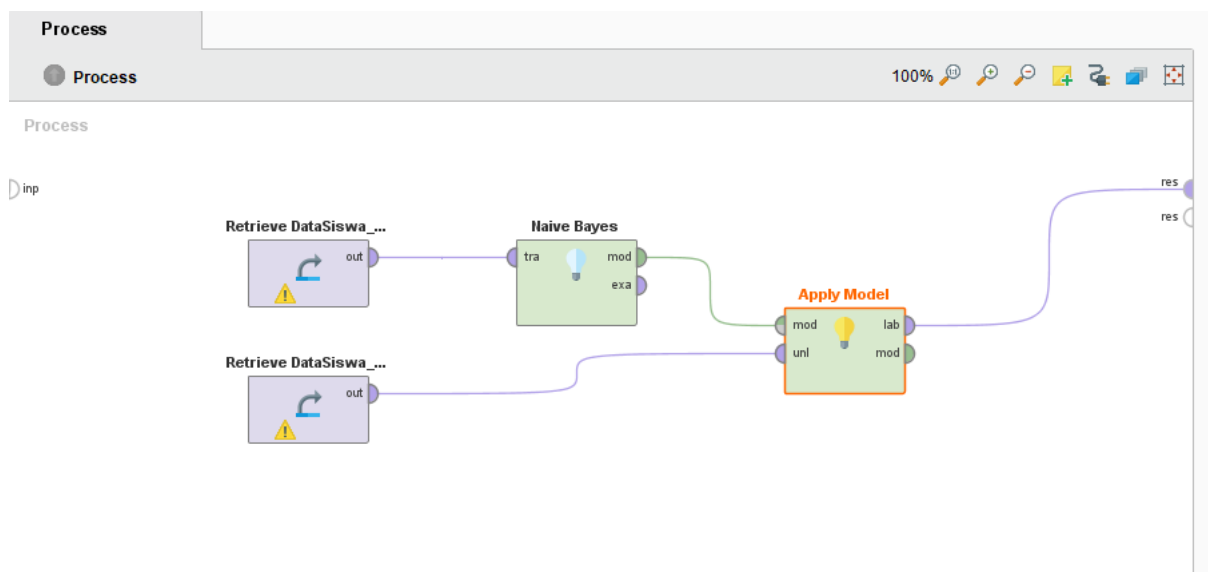 Process
Process
100%
Process
inp
res
res
Retrieve DataSiswa_...
out
Naive Bayes
tra
mod
exa
Apply Model
mod
lab
unl
mod
Retrieve DataSiswa_...
out